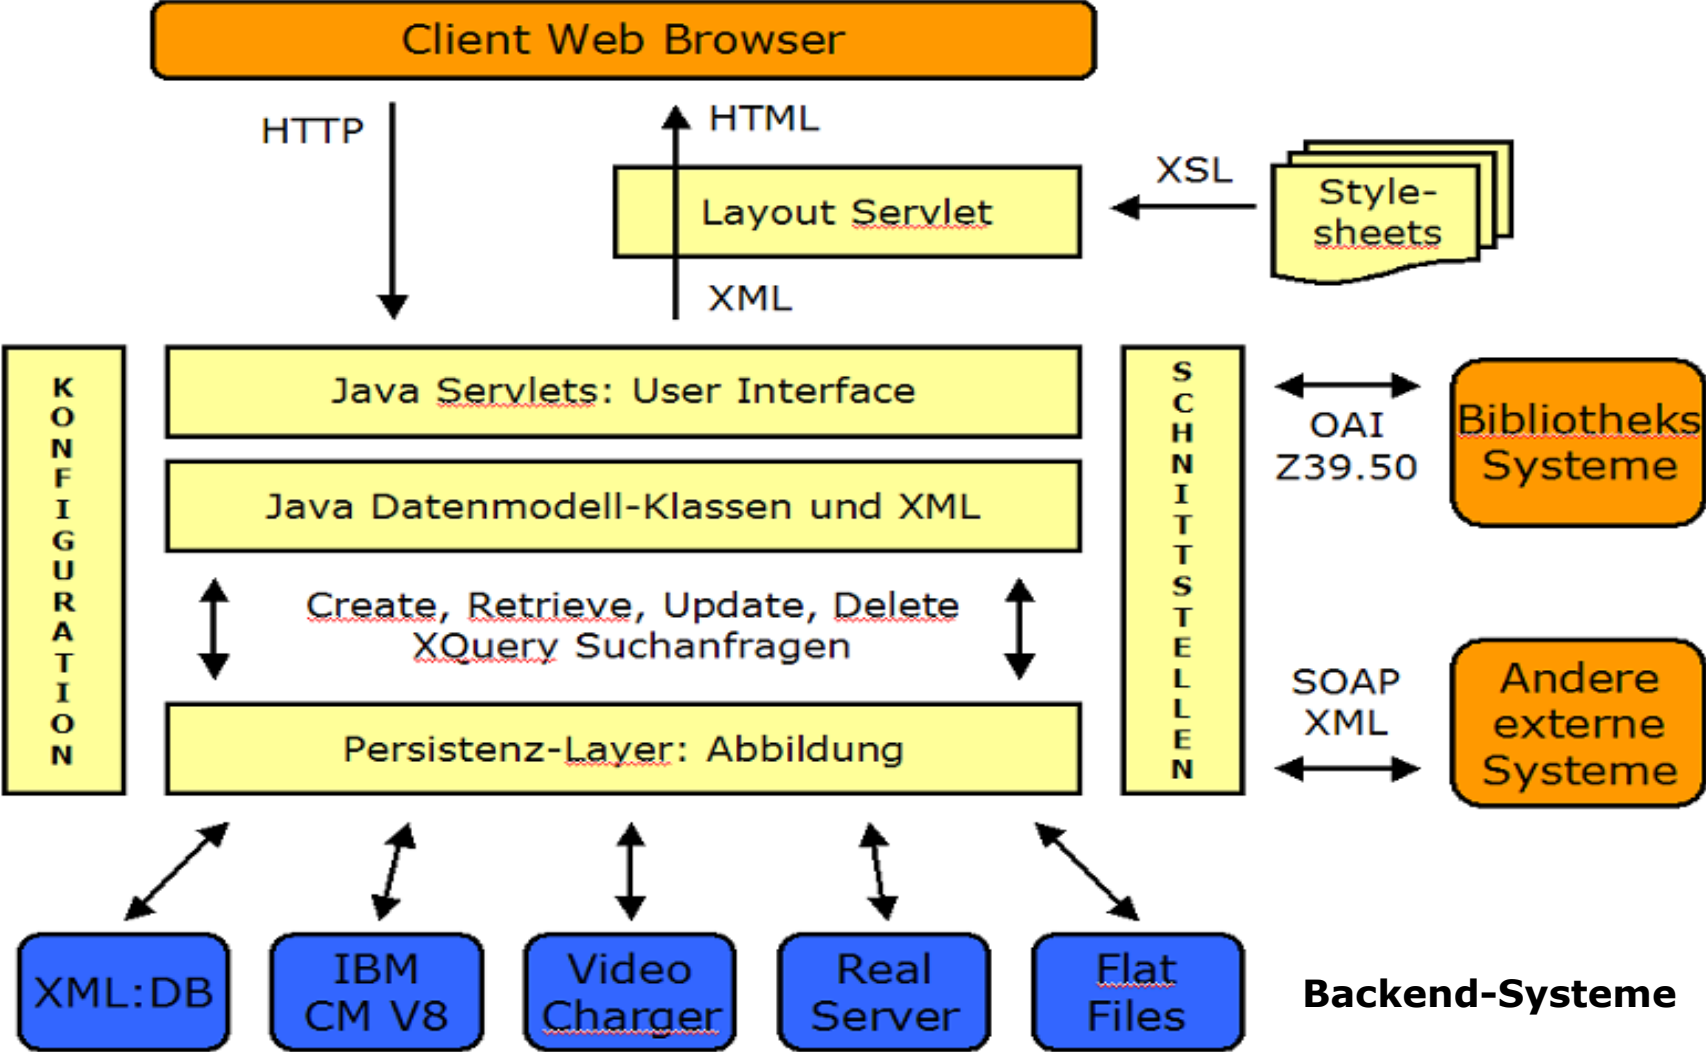 Client Web Browser
HTTP
HTML
Layout Servlet
XSL
Style-
sheets
XML
KONFIGURATION
Java Servlets: User Interface
Java Datenmodell-Klassen und XML
Create, Retrieve, Update, Delete
XQuery Suchanfragen
Persistenz-Layer: Abbildung
SCHNITTSTELLEN
OAI
Z39.50
Bibliotheks
Systeme
SOAP
XML
Andere
externe
Systeme
XML:DB
IBM
CM V8
Video
Charger
Real
Server
Flat
Files
Backend-Systeme